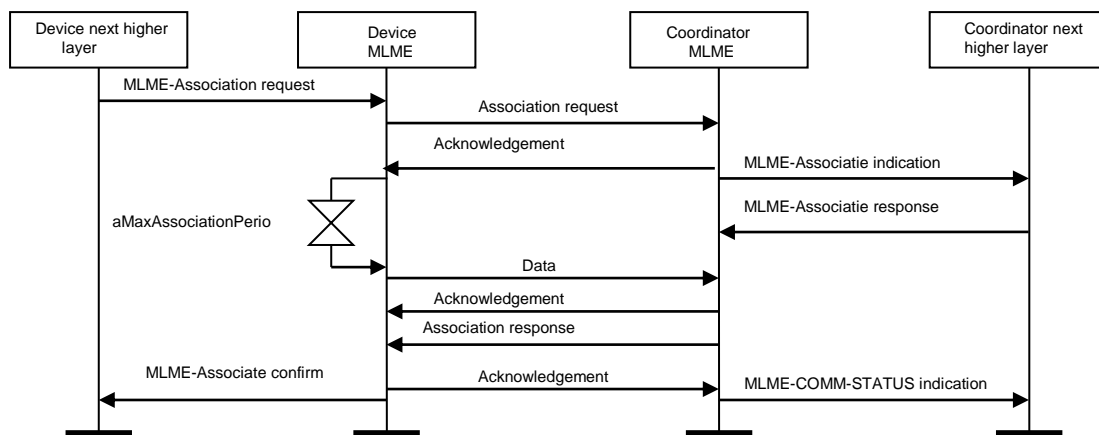 Device next higher
layer
Device
MLME
Coordinator
MLME
Coordinator next
higher layer
MLME-Association request
Association request
Acknowledgement
MLME-Associatie indication
MLME-Associatie response
aMaxAssociationPerio
Data
Acknowledgement
Association response
MLME-Associate confirm
Acknowledgement
MLME-COMM-STATUS indication